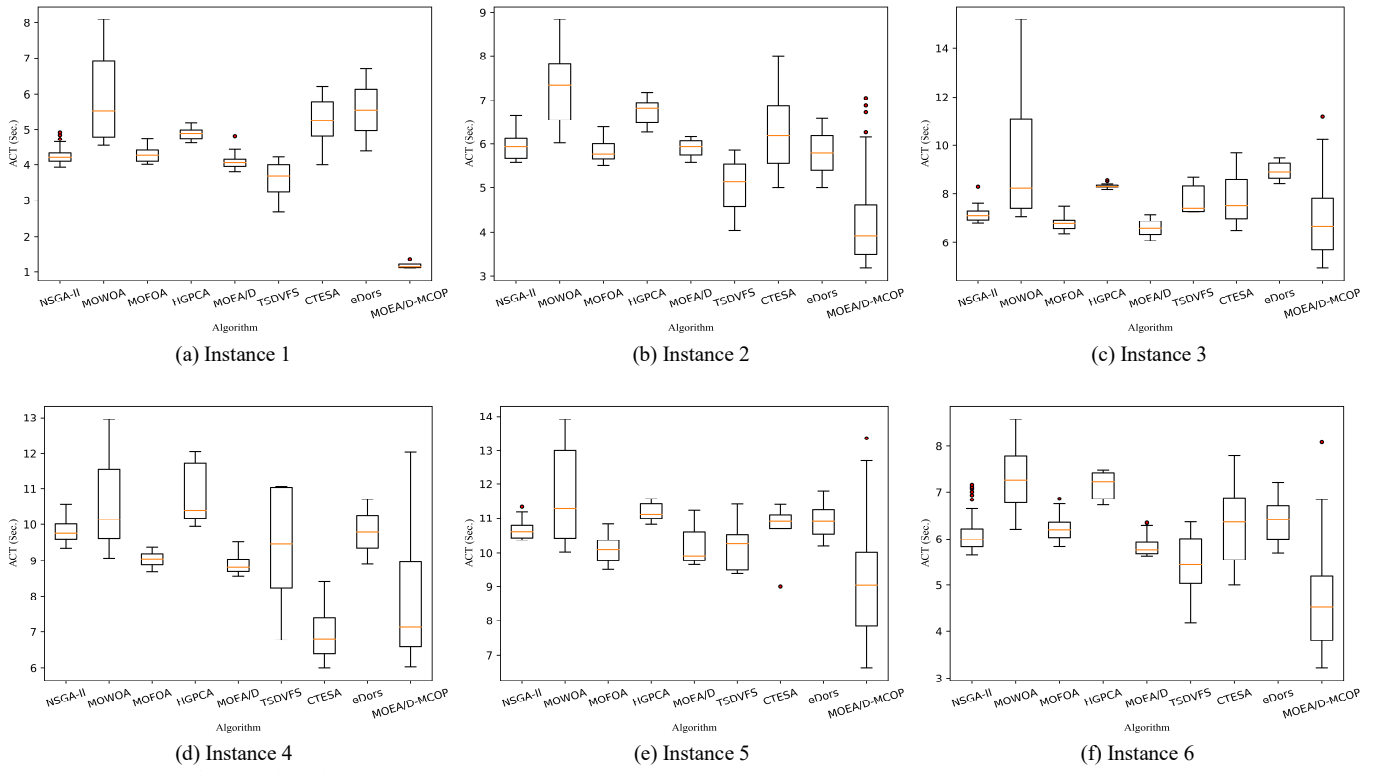 8
7
6
5
4
3
2
1
ACT (Sec.)
NSGA-II MOWOA MOFOA HGPCA MOEA/D TSDVFS CTESA eDors MOEA/D-MCOP
Algorithm
(a) Instance 1
9
8
7
6
5
4
3
ACT (Sec.)
NSGA-II MOWOA MOFOA HGPCA MOEA/D TSDVFS CTESA eDors MOEA/D-MCOP
Algorithm
(b) Instance 2
14
12
10
8
6
ACT (Sec.)
NSGA-II MOWOA MOFOA HGPCA MOEA/D TSDVFS CTESA eDors MOEA/D-MCOP
Algorithm
(c) Instance 3
13
12
11
10
9
8
7
6
ACT (Sec.)
NSGA-II MOWOA MOFOA HGPCA MOEA/D TSDVFS CTESA eDors MOEA/D-MCOP
Algorithm
(d) Instance 4
14
13
12
11
10
9
8
7
ACT (Sec.)
NSGA-II MOWOA MOFOA HGPCA MOEA/D TSDVFS CTESA eDors MOEA/D-MCOP
Algorithm
(e) Instance 5
8
7
6
5
4
3
ACT (Sec.)
NSGA-II MOWOA MOFOA HGPCA MOEA/D TSDVFS CTESA eDors MOEA/D-MCOP
Algorithm
(f) Instance 6